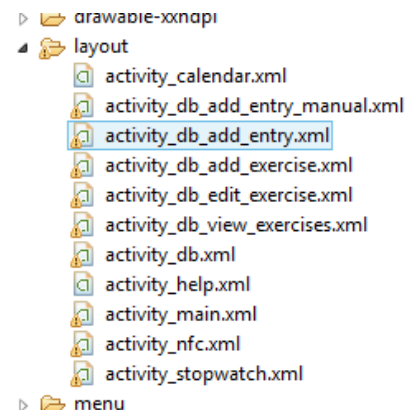 drawable-xxhdpi
layout
activity_calendar.xml
activity_db_add_entry_manual.xml
activity_db_add_entry.xml
activity_db_add_exercise.xml
activity_db_edit_exercise.xml
activity_db_view_exercises.xml
activity_db.xml
activity_help.xml
activity_main.xml
activity_nfc.xml
activity_stopwatch.xml
menu